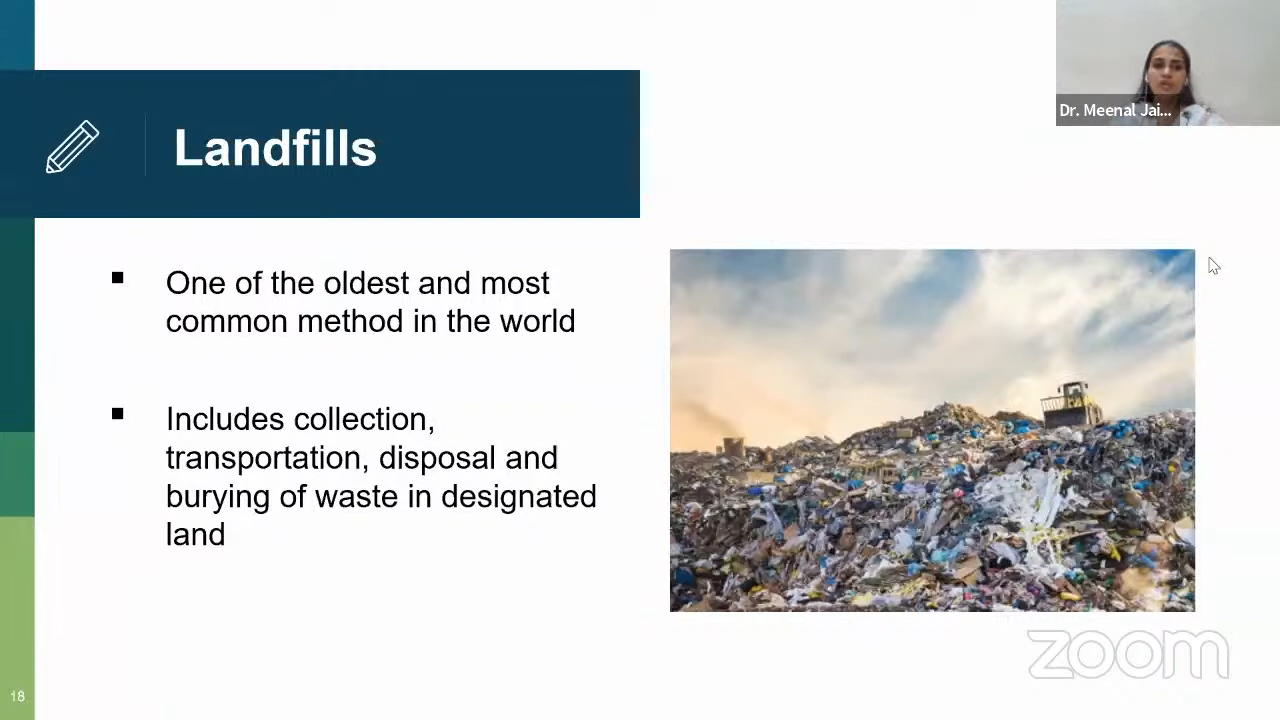 Dr. Meenal Jai...
Landfills
▪ One of the oldest and most
common method in the world
▪ Includes collection,
transportation, disposal and
burying of waste in designated
land
zoom
18